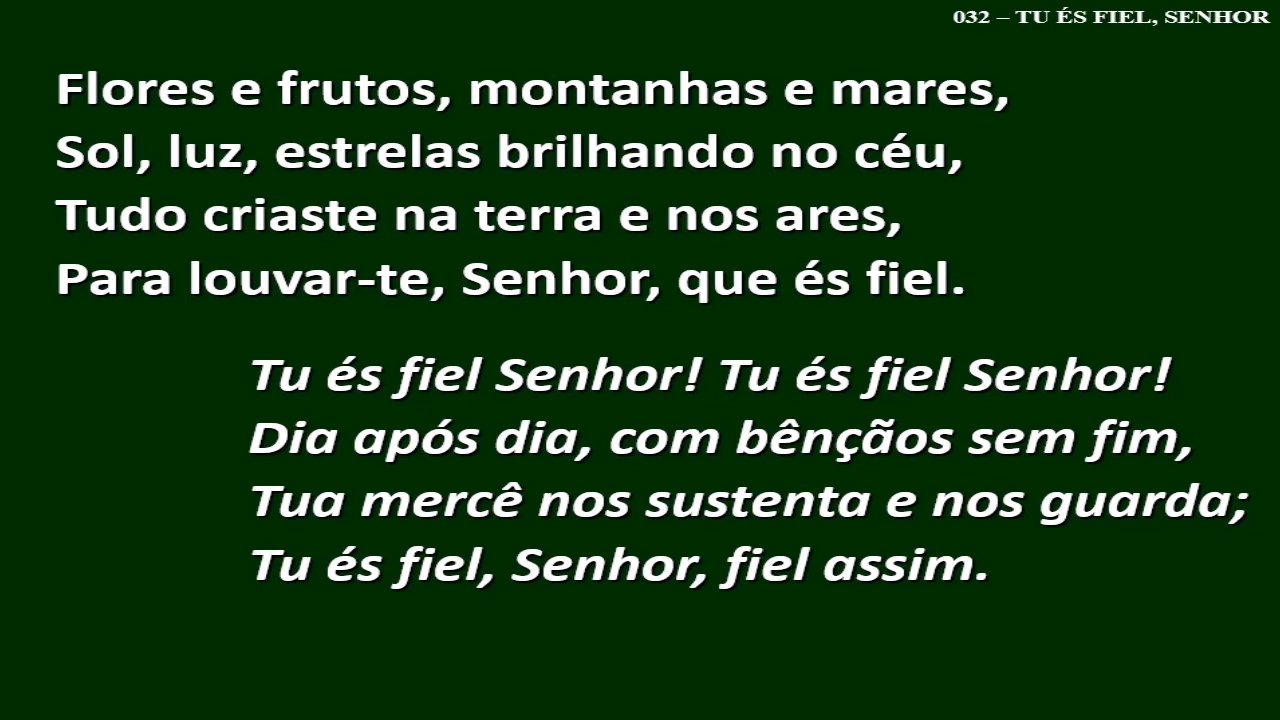 032 – TU ÉS FIEL, SENHOR
Flores e frutos, montanhas e mares,
Sol, luz, estrelas brilhando no céu,
Tudo criaste na terra e nos ares,
Para louvar-te, Senhor, que és fiel.
Tu és fiel Senhor! Tu és fiel Senhor!
Dia após dia, com bênçãos sem fim,
Tua mercê nos sustenta e nos guarda;
Tu és fiel, Senhor, fiel assim.